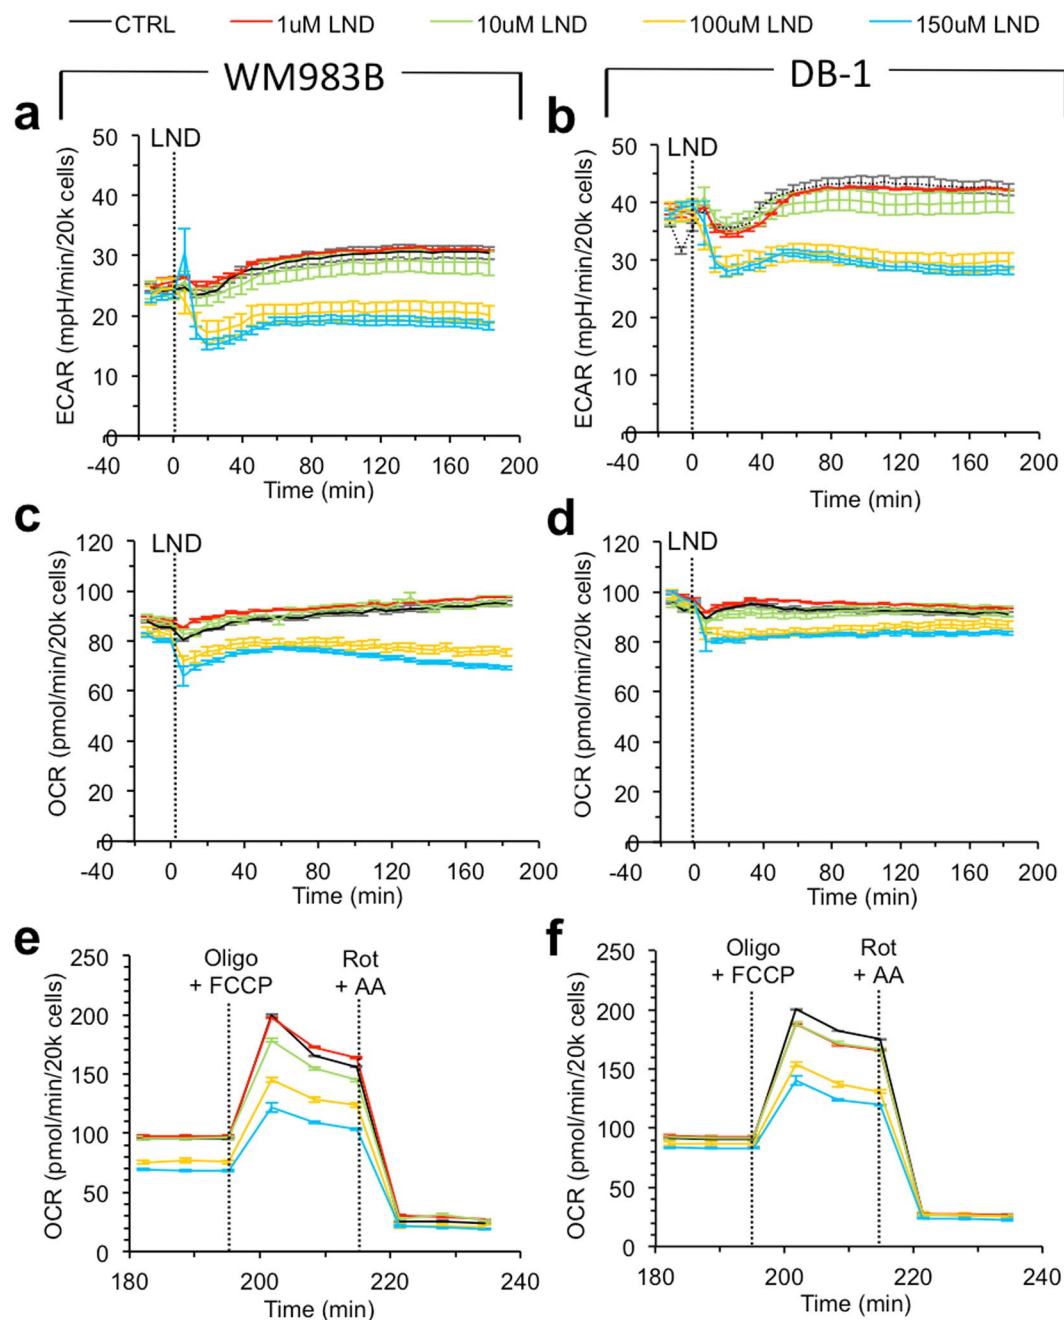 CTRL 1uM LND 10uM LND 100uM LND 150uM LND
WM983B DB-1
a
LND
ECAR (mpH/min/20k cells)
50
40
30
20
10
0
-40 0 40 80 120 160 200
Time (min)
b
LND
ECAR (mpH/min/20k cells)
50
40
30
20
10
0
-40 0 40 80 120 160 200
Time (min)
c
LND
OCR (pmol/min/20k cells)
120
100
80
60
40
20
0
-40 0 40 80 120 160 200
Time (min)
d
LND
OCR (pmol/min/20k cells)
120
100
80
60
40
20
0
-40 0 40 80 120 160 200
Time (min)
e
Oligo
+ FCCP
Rot
+ AA
OCR (pmol/min/20k cells)
250
200
150
100
50
0
180 200 220 240
Time (min)
f
Oligo
+ FCCP
Rot
+ AA
OCR (pmol/min/20k cells)
250
200
150
100
50
0
180 200 220 240
Time (min)